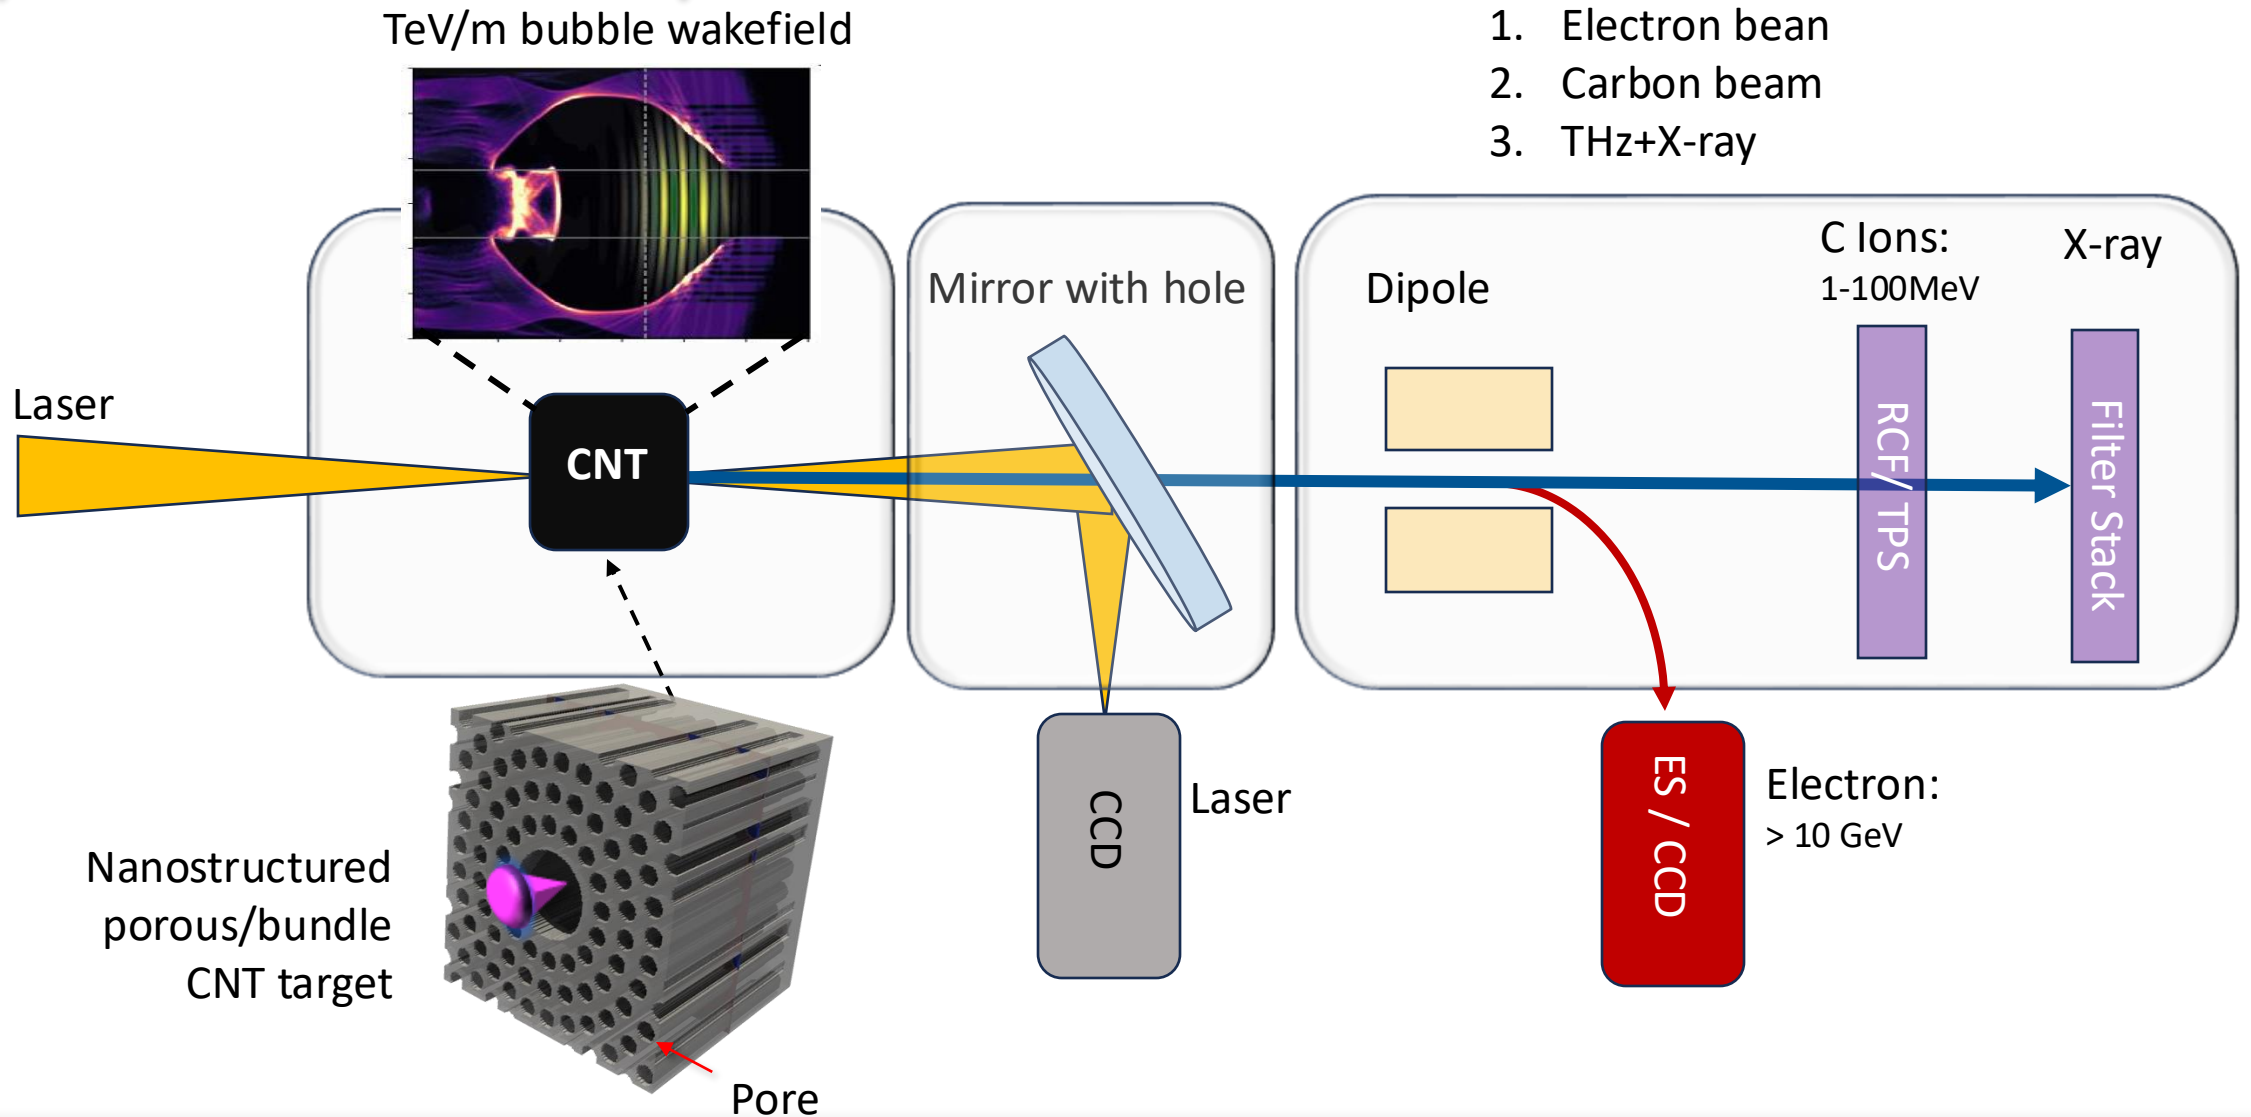 TeV/m bubble wakefield
1. Electron bean
2. Carbon beam
3. THz+X-ray
Laser
CNT
Mirror with hole
Dipole
C Ions:
1-100MeV
X-ray
RCF/ TPS
Filter Stack
CCD
Laser
ES / CCD
Electron:
> 10 GeV
Nanostructured
porous/bundle
CNT target
Pore